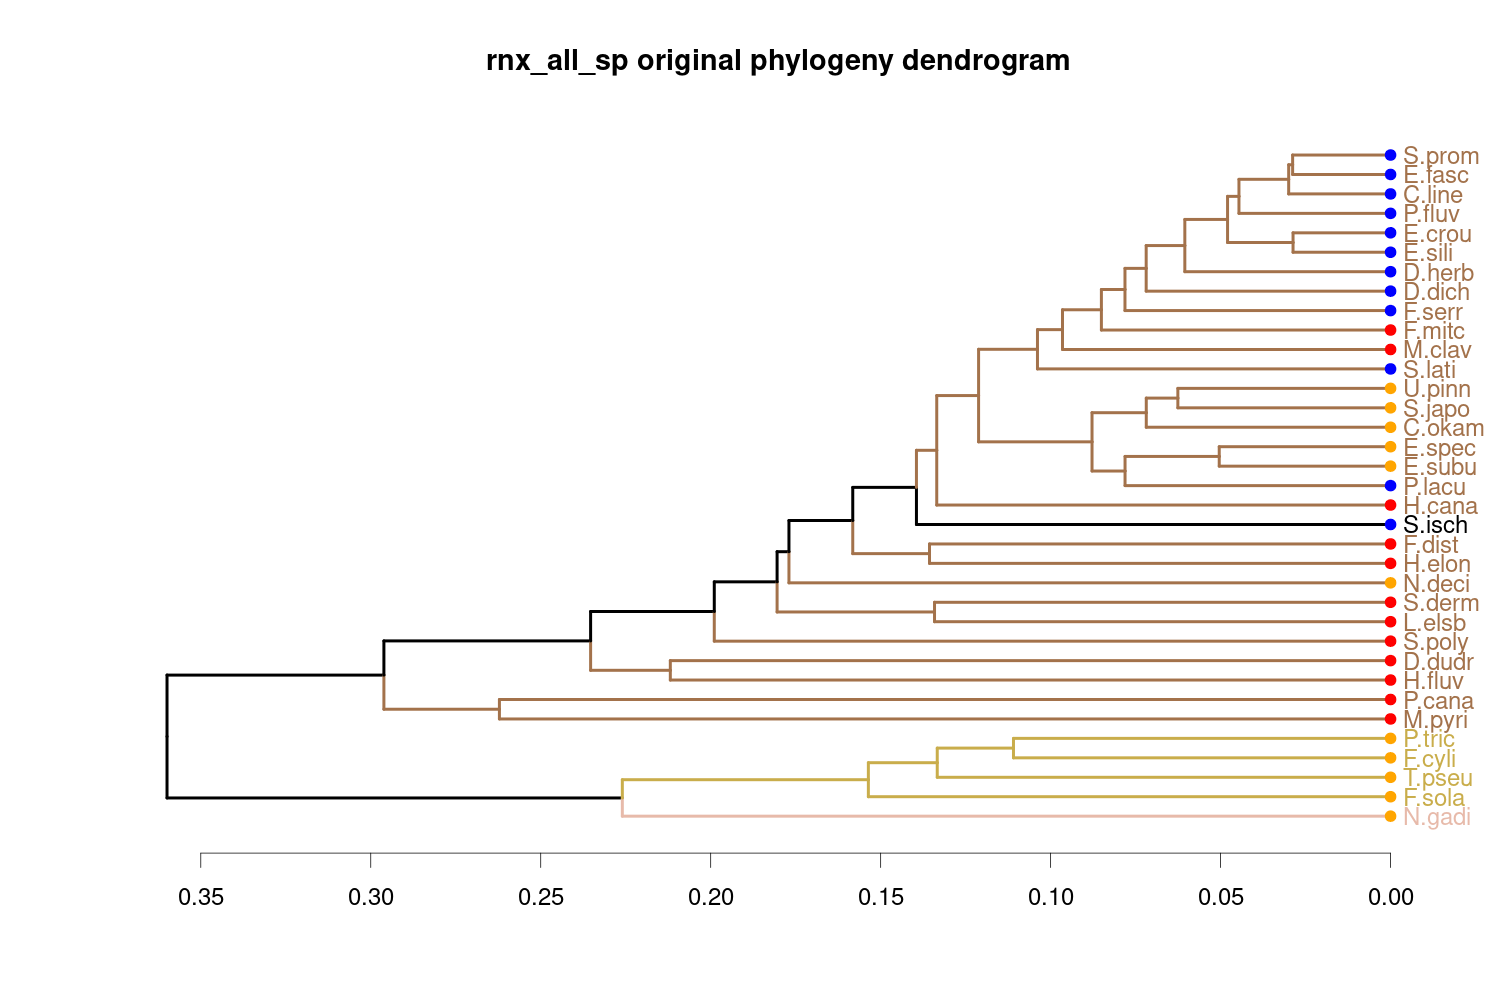 rnx_all_sp original phylogeny dendrogram
S.prom
E.fasc
C.line
P.fluv
E.crou
E.sili
D.herb
D.dich
F.serr
F.mitc
M.clav
S.lati
U.pinn
S.japo
C.okam
E.spec
E.subu
P.lacu
H.cana
S.isch
F.dist
H.elon
N.deci
S.derm
L.elsb
S.poly
D.dudr
H.fluv
P.cana
M.pyri
P.tric
F.cyli
T.pseu
F.sola
N.gadi
0.35 0.30 0.25 0.20 0.15 0.10 0.05 0.00